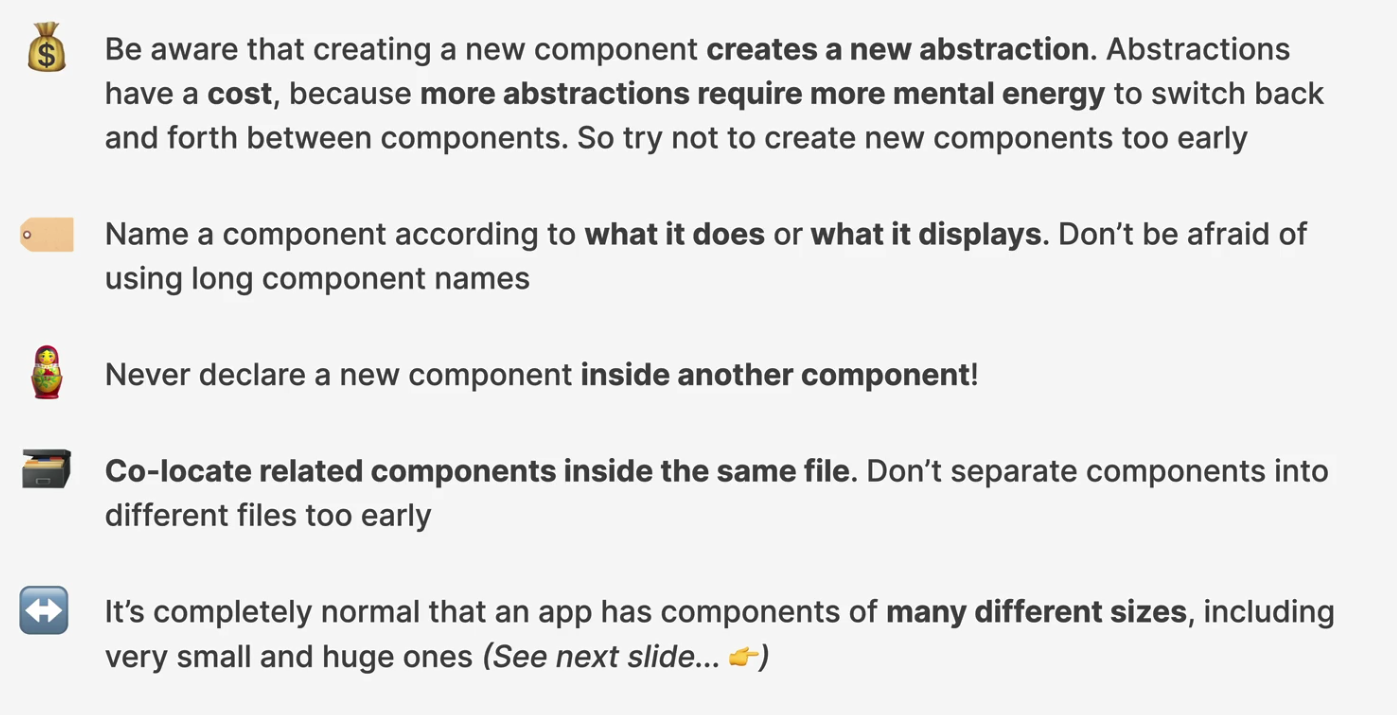 Be aware that creating a new component creates a new abstraction. Abstractions
have a cost, because more abstractions require more mental energy to switch back
and forth between components. So try not to create new components too early
Name a component according to what it does or what it displays. Don’t be afraid of
using long component names
Never declare a new component inside another component!
Co-locate related components inside the same file. Don’t separate components into
different files too early
It’s completely normal that an app has components of many different sizes, including
very small and huge ones (See next slide... 👉)